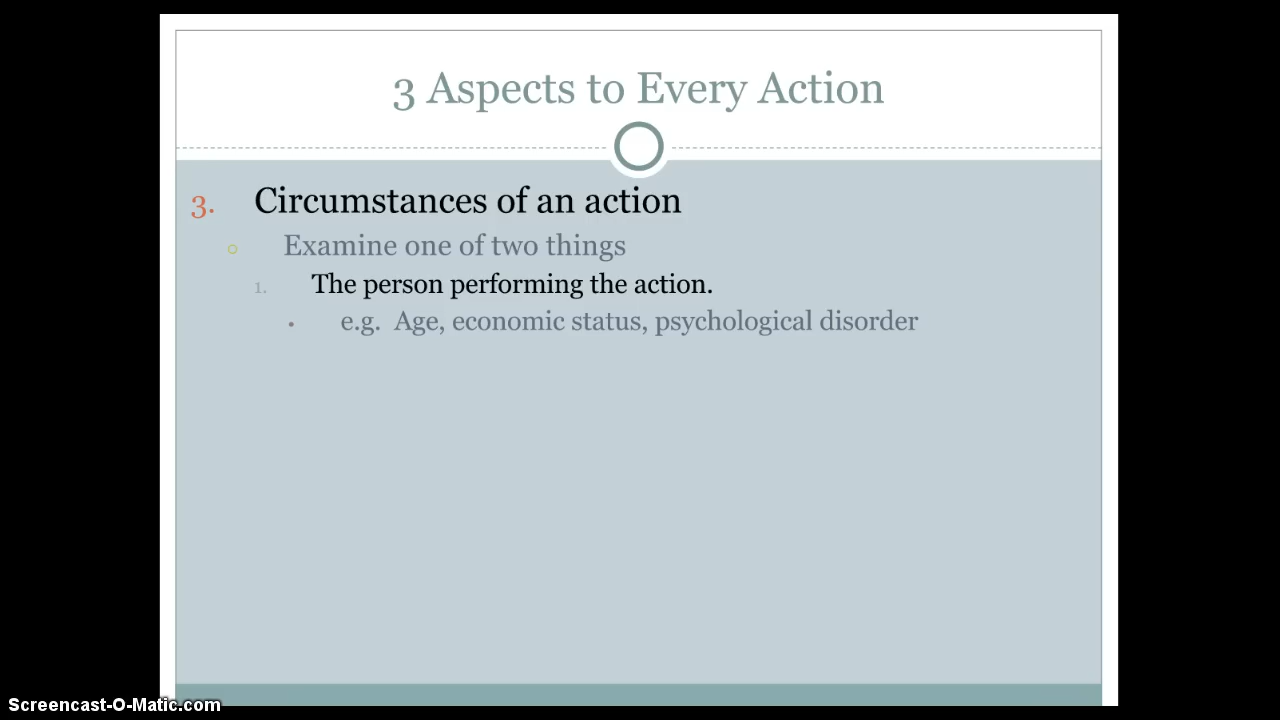 3 Aspects to Every Action
3. Circumstances of an action
Examine one of two things
1. The person performing the action.
• e.g. Age, economic status, psychological disorder
Screencast-O-Matic.com